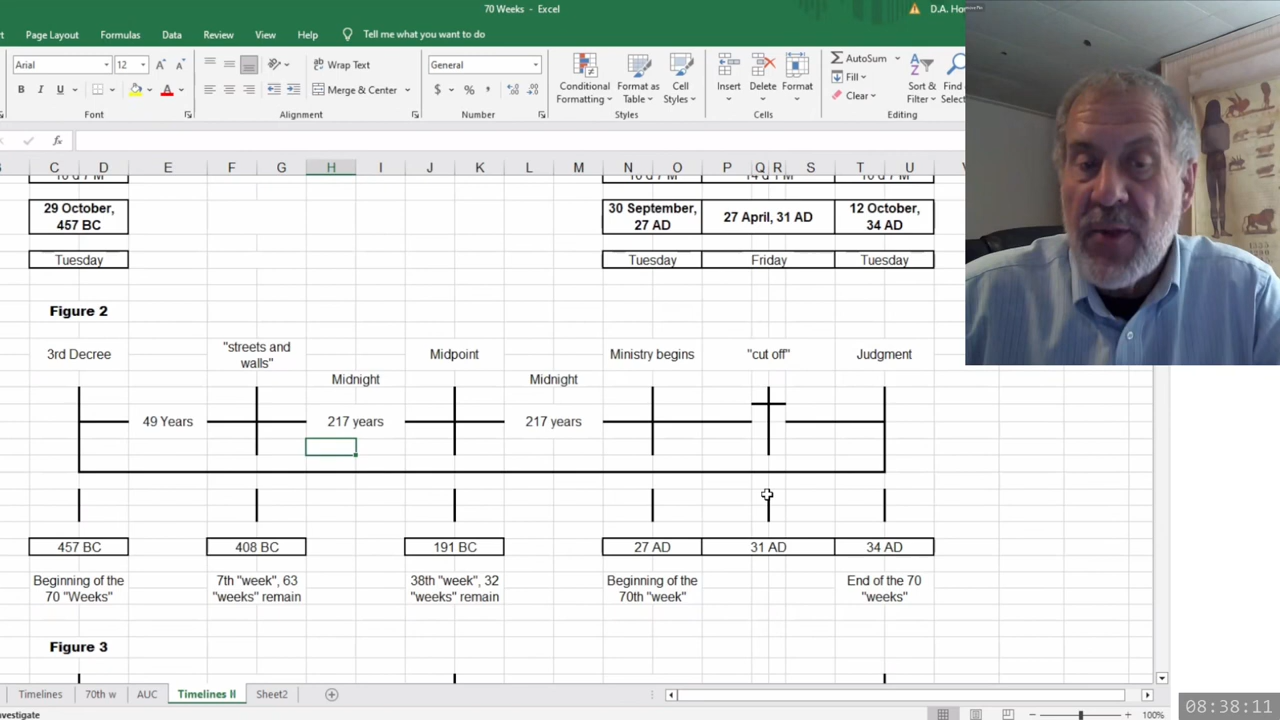 70 Weeks - Excel
Page Layout Formulas Data Review View Help Tell me what you want to do
Arial 12 Wrap Text General AutoSum
B I U Merge & Center $ % Conditional Formatting Format as Table Cell Styles Insert Delete Format Fill Clear Sort & Filter
Font Alignment Number Styles Cells Editing
fx
C D E F G H I J K L M N O P Q R S T U
29 October, 30 September, 27 April, 31 AD 12 October,
457 BC 27 AD 34 AD
Tuesday Tuesday Friday Tuesday
Figure 2
3rd Decree "streets and walls" Midpoint Ministry begins "cut off" Judgment
Midnight Midnight
49 Years 217 years 217 years
457 BC 408 BC 191 BC 27 AD 31 AD 34 AD
Beginning of the 7th "week", 63 38th "week", 32 Beginning of the End of the 70
70 "Weeks" "weeks" remain "weeks" remain 70th "week" "weeks"
Figure 3
Timelines 70th w AUC Timelines II Sheet2
100%
08:38:11